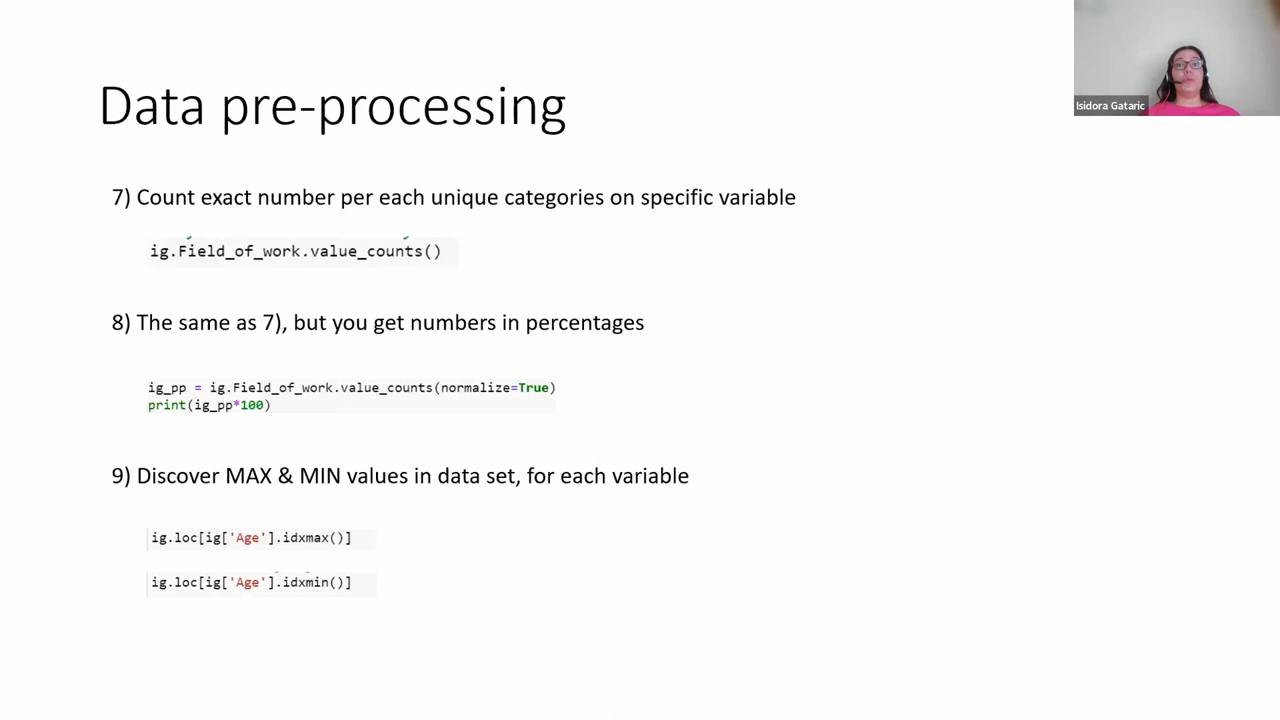 Isidora Gataric
Data pre-processing
7) Count exact number per each unique categories on specific variable
ig.Field_of_work.value_counts()
8) The same as 7), but you get numbers in percentages
ig_pp = ig.Field_of_work.value_counts(normalize=True)
print(ig_pp*100)
9) Discover MAX & MIN values in data set, for each variable
ig.loc[ig['Age'].idxmax()]
ig.loc[ig['Age'].idxmin()]